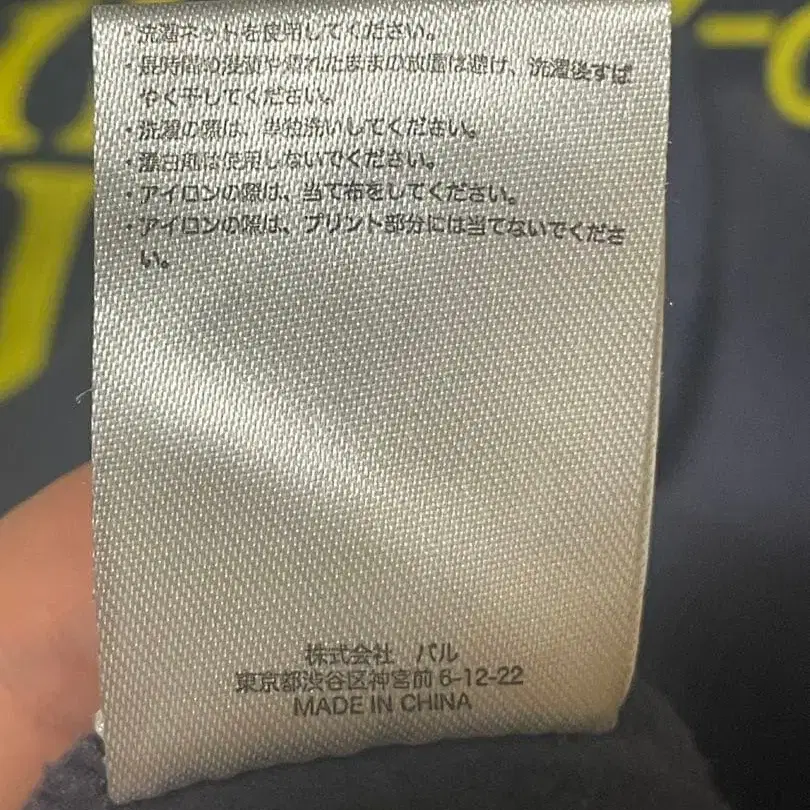 ・洗濯ネットを使用してください。
・長時間の浸漬や濡れたままの放置は避け、洗濯後すば
やく干してください。
・洗濯の際は、単独洗いしてください。
・漂白剤は使用しないでください。
・アイロンの際は、当て布をしてください。
・アイロンの際は、プリント部分には当てないでくださ
い。
株式会社 パル
東京都渋谷区神宮前 6-12-22
MADE IN CHINA